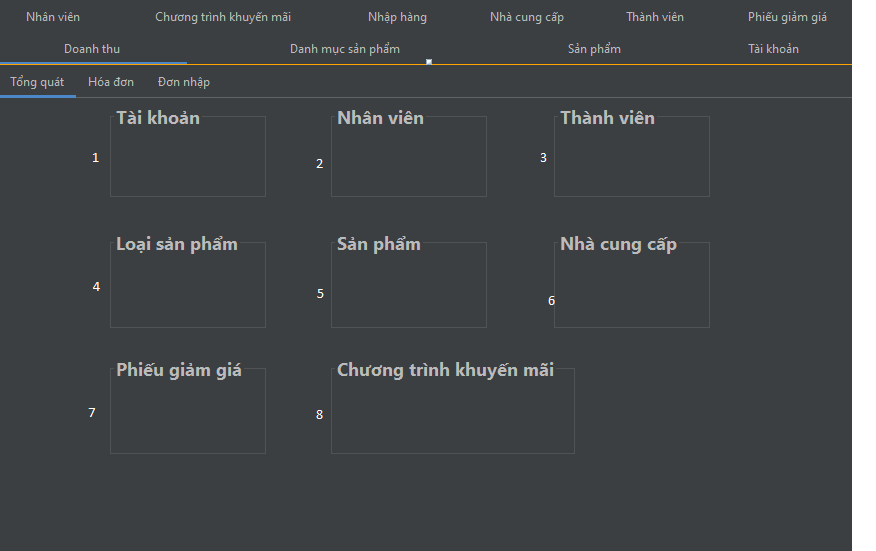 Nhân viên Chương trình khuyến mãi Nhập hàng Nhà cung cấp Thành viên Phiếu giảm giá
Doanh thu Danh mục sản phẩm Sản phẩm Tài khoản
Tổng quát Hóa đơn Đơn nhập
Tài khoản Nhân viên Thành viên
1 2 3
Loại sản phẩm Sản phẩm Nhà cung cấp
4 5 6
Phiếu giảm giá Chương trình khuyến mãi
7 8